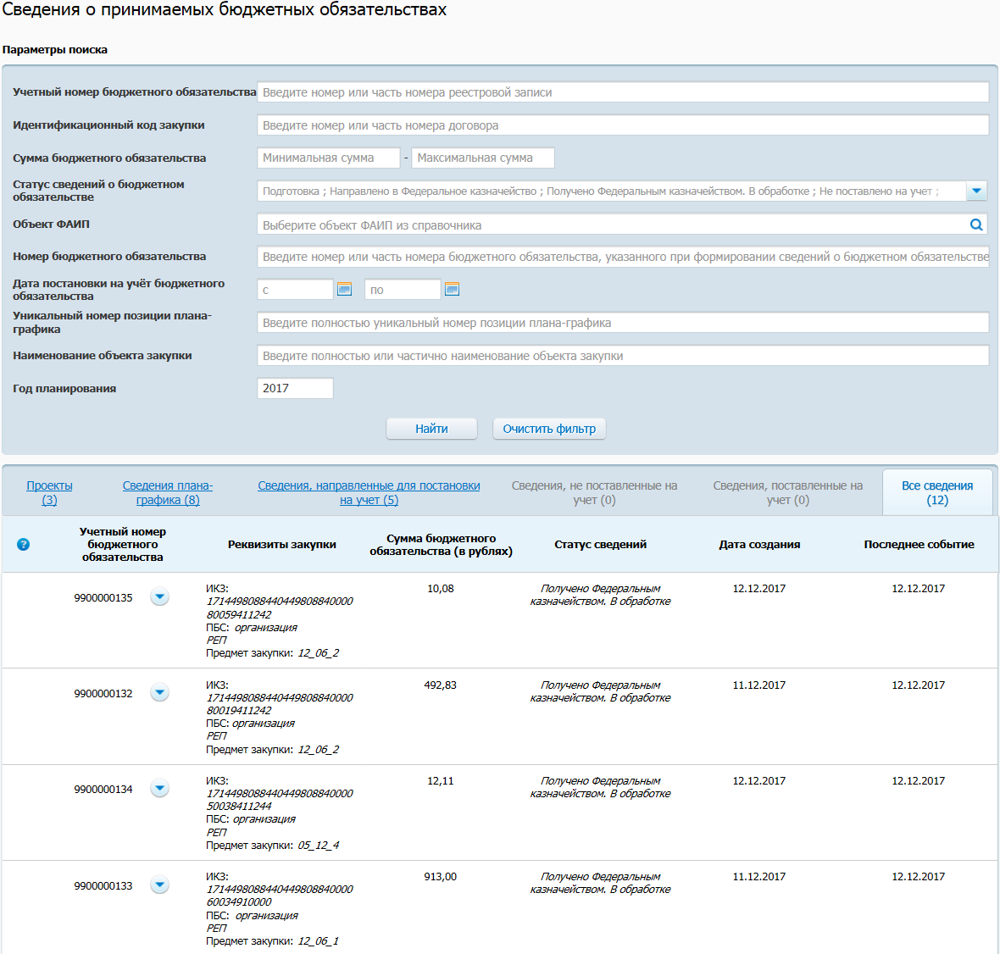 Сведения о принимаемых бюджетных обязательствах
Параметры поиска
Учетный номер бюджетного обязательства
Введите номер или часть номера реестровой записи
Идентификационный код закупки
Введите номер или часть номера договора
Сумма бюджетного обязательства
Минимальная сумма - Максимальная сумма
Статус сведений о бюджетном
обязательстве
Подготовка ; Направлено в Федеральное казначейство ; Получено Федеральным казначейством. В обработке ; Не поставлено на учет ;
Объект ФАИП
Выберите объект ФАИП из справочника
Номер бюджетного обязательства
Введите номер или часть номера бюджетного обязательства, указанного при формировании сведений о бюджетном обязательстве
Дата постановки на учёт бюджетного
обязательства
с по
Уникальный номер позиции плана-
графика
Введите полностью уникальный номер позиции плана-графика
Наименование объекта закупки
Введите полностью или частично наименование объекта закупки
Год планирования
2017
Найти Очистить фильтр
Проекты
(3)
Сведения плана-
графика (8)
Сведения, направленные для постановки
на учет (5)
Сведения, не поставленные на
учет (0)
Сведения, поставленные на
учет (0)
Все сведения
(12)
?
Учетный номер
бюджетного
обязательства
Реквизиты закупки
Сумма бюджетного
обязательства (в рублях)
Статус сведений
Дата создания
Последнее событие
9900000135
ИКЗ:
1714498088440449808840000
80059411242
ПБС: организация
РЕП
Предмет закупки: 12_06_2
10,08
Получено Федеральным
казначейством. В обработке
12.12.2017
12.12.2017
9900000132
ИКЗ:
1714498088440449808840000
80019411242
ПБС: организация
РЕП
Предмет закупки: 12_06_2
492,83
Получено Федеральным
казначейством. В обработке
11.12.2017
12.12.2017
9900000134
ИКЗ:
1714498088440449808840000
50038411244
ПБС: организация
РЕП
Предмет закупки: 05_12_4
12,11
Получено Федеральным
казначейством. В обработке
12.12.2017
12.12.2017
9900000133
ИКЗ:
1714498088440449808840000
60034910000
ПБС: организация
РЕП
Предмет закупки: 12_06_1
913,00
Получено Федеральным
казначейством. В обработке
11.12.2017
12.12.2017